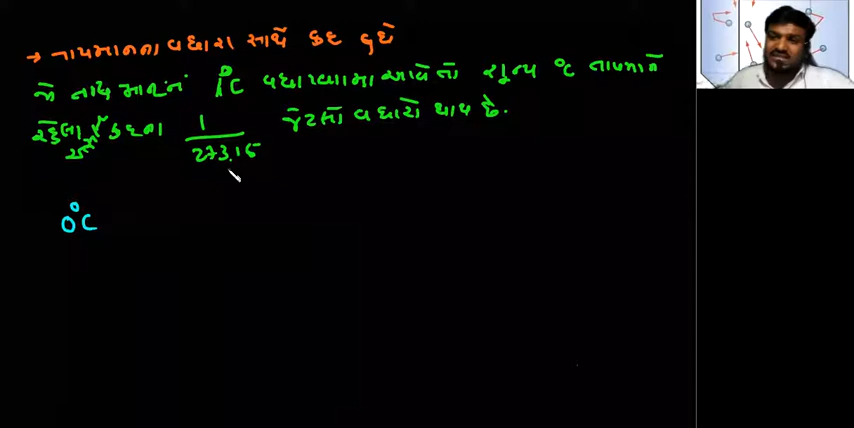 → તાપમાનના વધારા સાથે કદ વધે
જો તાપમાનનં 1°C વધારવામાં આવે તો શૂન્ય °C તાપમાને
રહેલા કદના 1/273.15 જેટલો વધારો થાય છે.
0°C